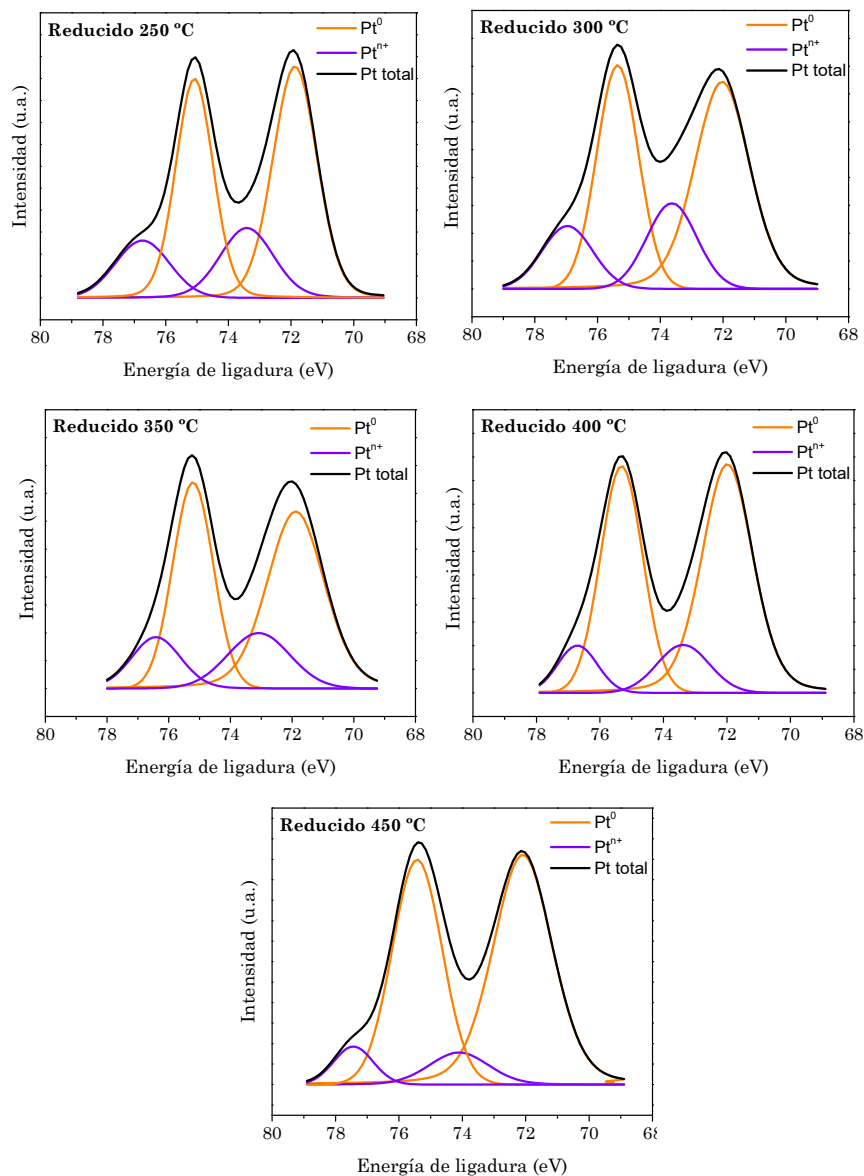 Reducido 250 ºC
Pt⁰
Ptⁿ⁺
Pt total
Intensidad (u.a.)
80 78 76 74 72 70 68
Energía de ligadura (eV)
Reducido 300 ºC
Pt⁰
Ptⁿ⁺
Pt total
Intensidad (u.a.)
80 78 76 74 72 70 68
Energía de ligadura (eV)
Reducido 350 ºC
Pt⁰
Ptⁿ⁺
Pt total
Intensidad (u.a.)
80 78 76 74 72 70 68
Energía de ligadura (eV)
Reducido 400 ºC
Pt⁰
Ptⁿ⁺
Pt total
Intensidad (u.a.)
80 78 76 74 72 70 68
Energía de ligadura (eV)
Reducido 450 ºC
Pt⁰
Ptⁿ⁺
Pt total
Intensidad (u.a.)
80 78 76 74 72 70 68
Energía de ligadura (eV)